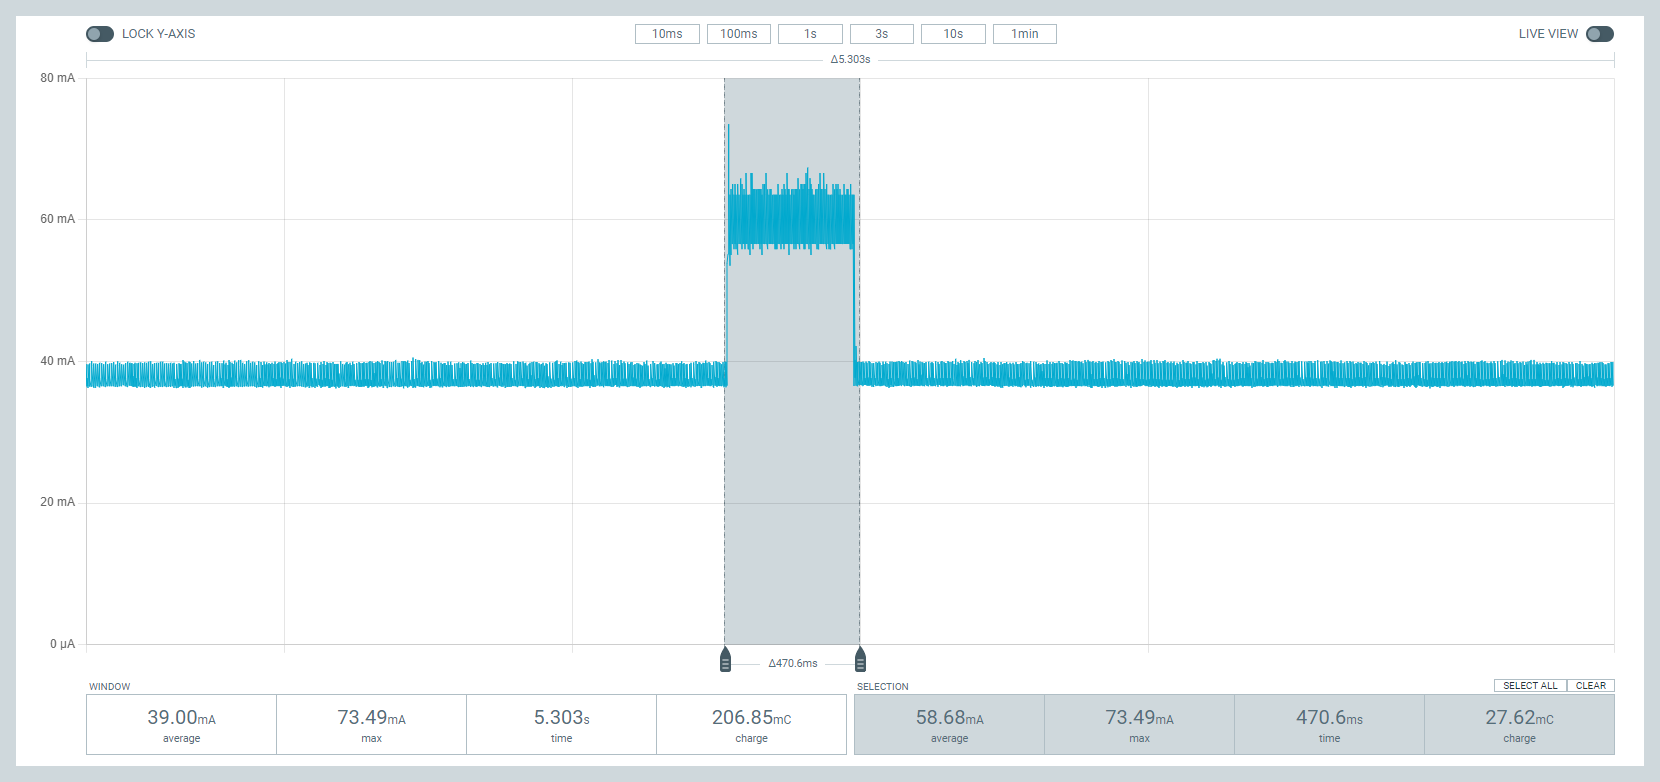 LOCK Y-AXIS
10ms 100ms 1s 3s 10s 1min
LIVE VIEW
Δ5.303s
80 mA
60 mA
40 mA
20 mA
0 µA
Δ470.6ms
WINDOW
39.00mA average
73.49mA max
5.303s time
206.85mC charge
SELECTION
SELECT ALL CLEAR
58.68mA average
73.49mA max
470.6ms time
27.62mC charge